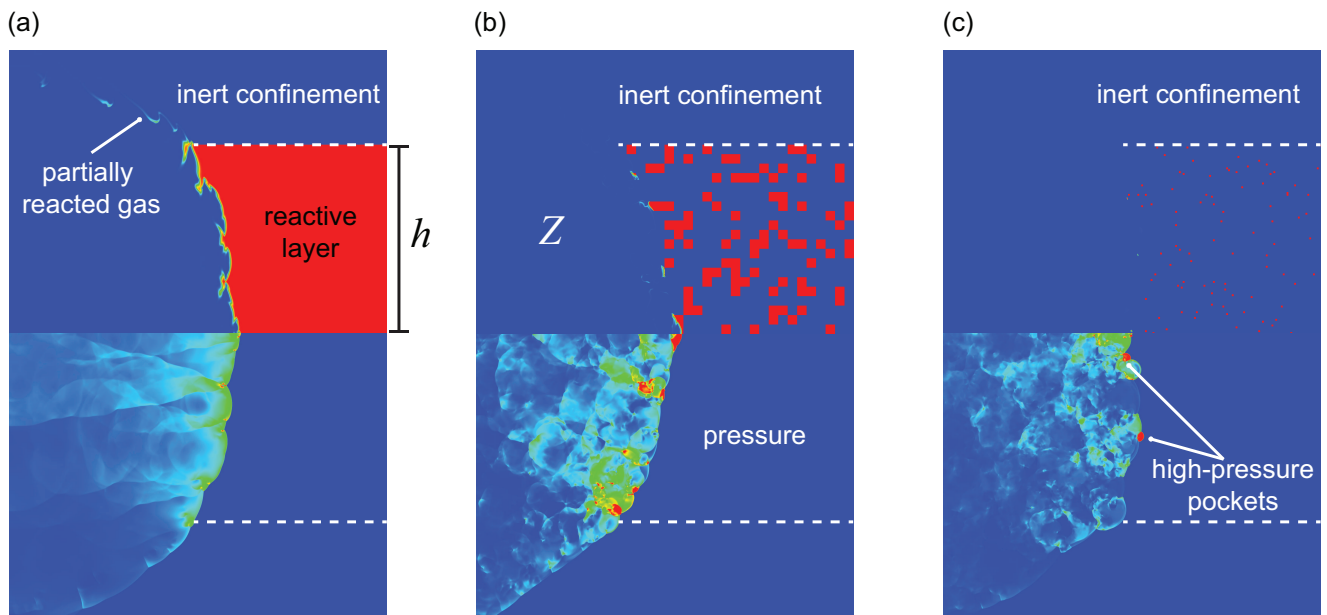 (a)
inert confinement
partially
reacted gas
reactive
layer
h
(b)
inert confinement
Z
pressure
(c)
inert confinement
high-pressure
pockets